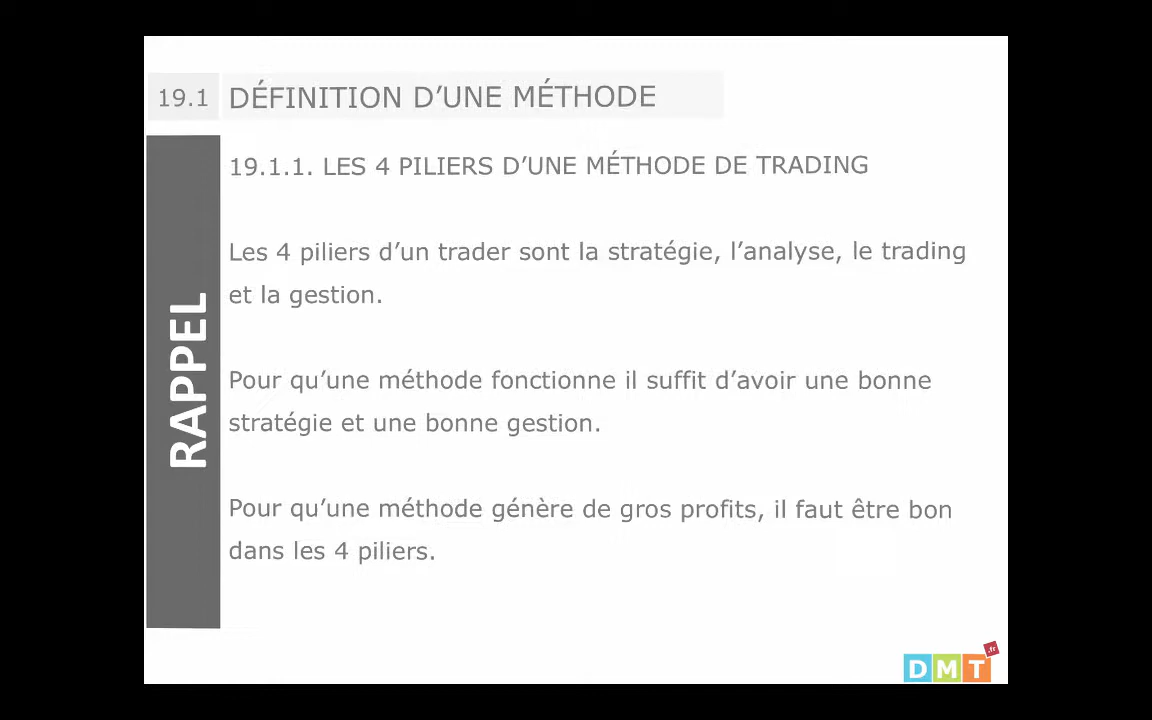 19.1 DÉFINITION D’UNE MÉTHODE
19.1.1. LES 4 PILIERS D’UNE MÉTHODE DE TRADING
RAPPEL
Les 4 piliers d’un trader sont la stratégie, l’analyse, le trading
et la gestion.
Pour qu’une méthode fonctionne il suffit d’avoir une bonne
stratégie et une bonne gestion.
Pour qu’une méthode génère de gros profits, il faut être bon
dans les 4 piliers.
DMT.fr